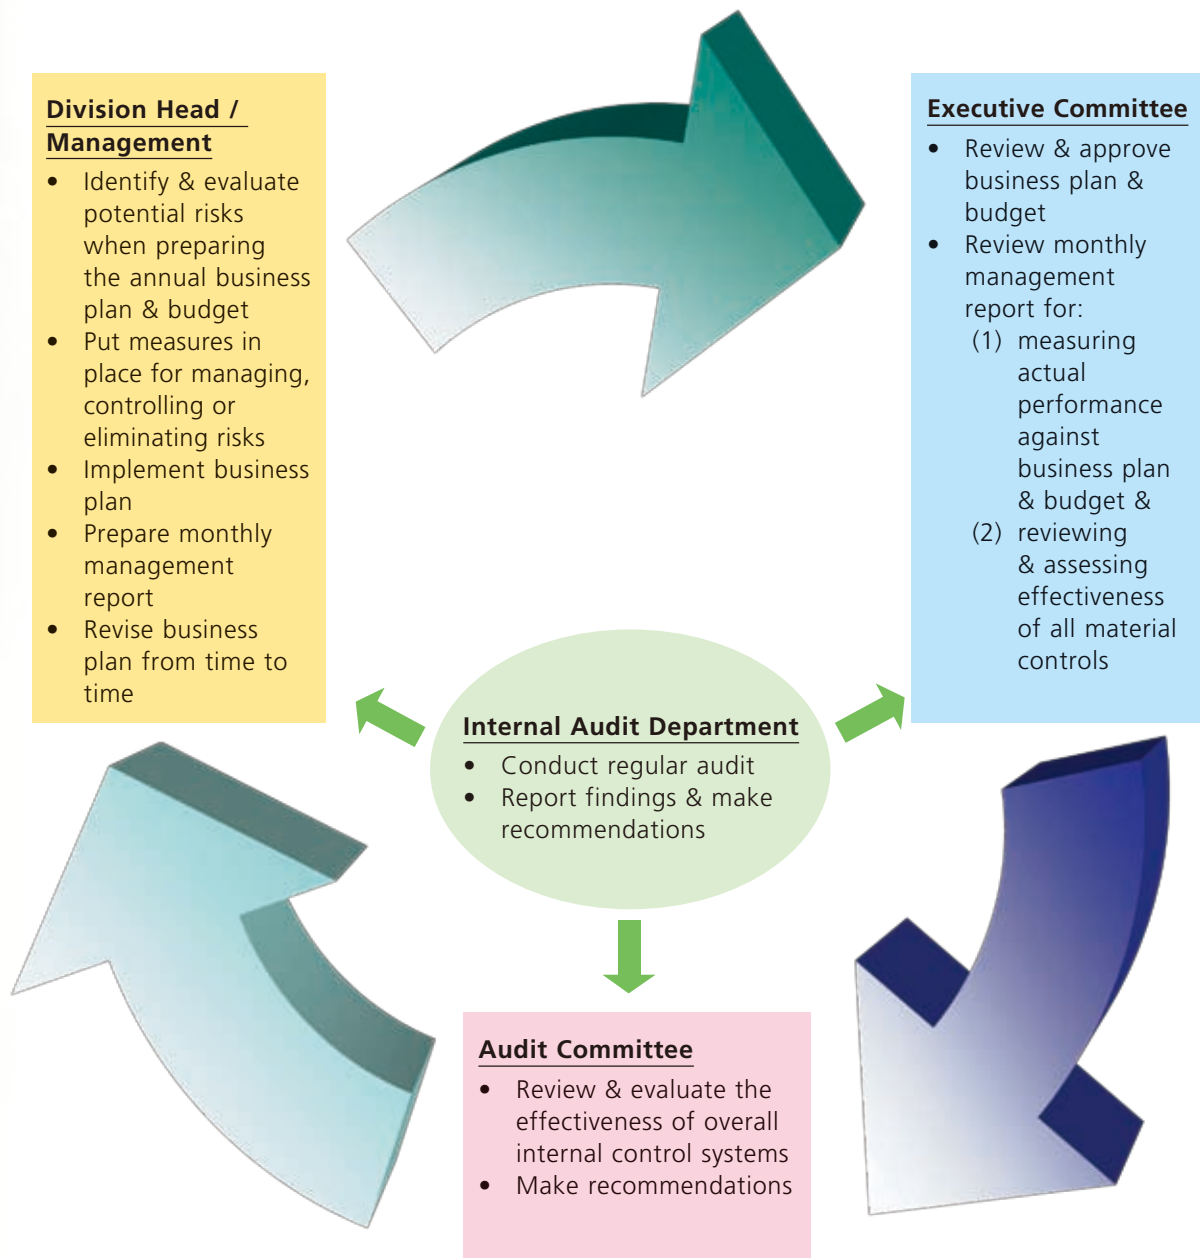 Division Head /
Management
• Identify & evaluate
potential risks
when preparing
the annual business
plan & budget
• Put measures in
place for managing,
controlling or
eliminating risks
• Implement business
plan
• Prepare monthly
management
report
• Revise business
plan from time to
time
Executive Committee
• Review & approve
business plan &
budget
• Review monthly
management
report for:
(1) measuring
actual
performance
against
business plan
& budget &
(2) reviewing
& assessing
effectiveness
of all material
controls
Internal Audit Department
• Conduct regular audit
• Report findings & make
recommendations
Audit Committee
• Review & evaluate the
effectiveness of overall
internal control systems
• Make recommendations